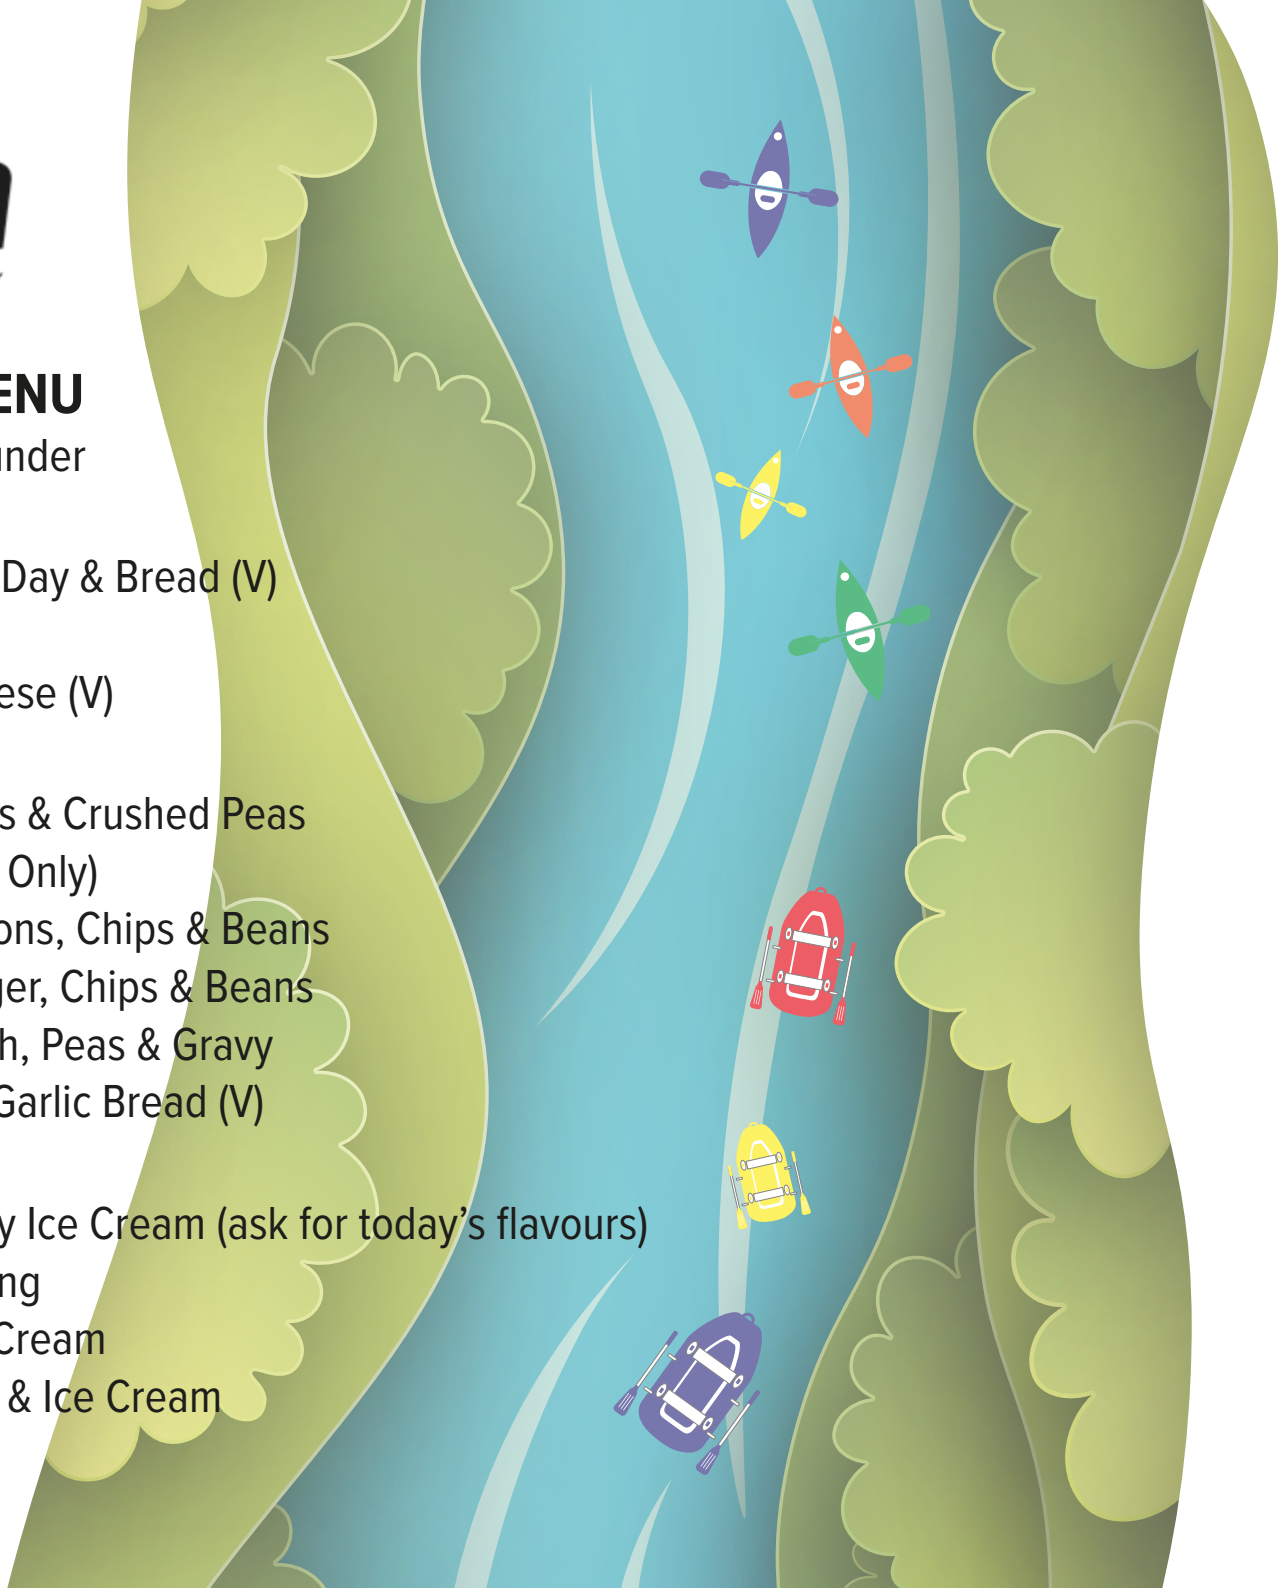 ENU
under
Day & Bread (V)
ese (V)
s & Crushed Peas
Only)
ons, Chips & Beans
ger, Chips & Beans
h, Peas & Gravy
Garlic Bread (V)
y Ice Cream (ask for today’s flavours)
ng
Cream
& Ice Cream